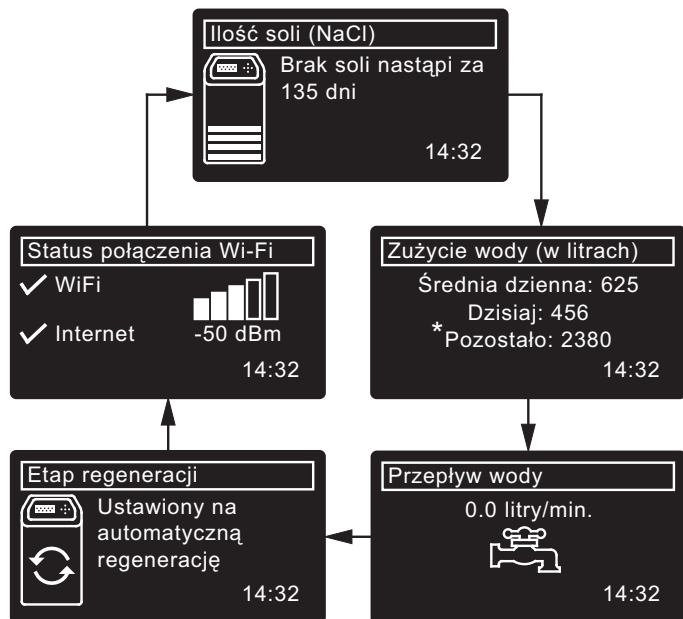 Ilość soli (NaCl)
Brak soli nastąpi za
135 dni
14:32
Status połączenia Wi-Fi
WiFi
Internet
-50 dBm
14:32
Zużycie wody (w litrach)
Średnia dzienna: 625
Dzisiaj: 456
*Pozostało: 2380
14:32
Etap regeneracji
Ustawiony na
automatyczną
regenerację
14:32
Przepływ wody
0.0 litry/min.
14:32